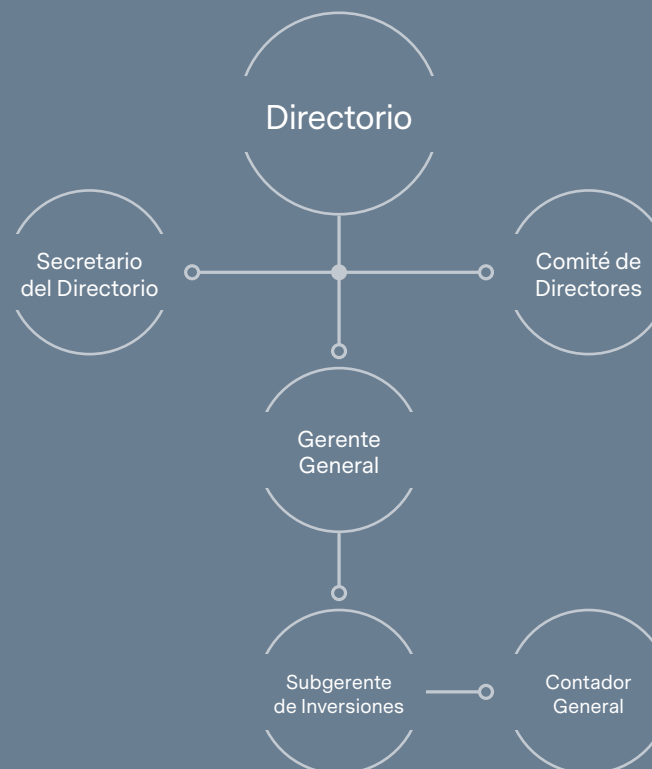 Directorio
Secretario
del Directorio
Comité de
Directores
Gerente
General
Subgerente
de Inversiones
Contador
General